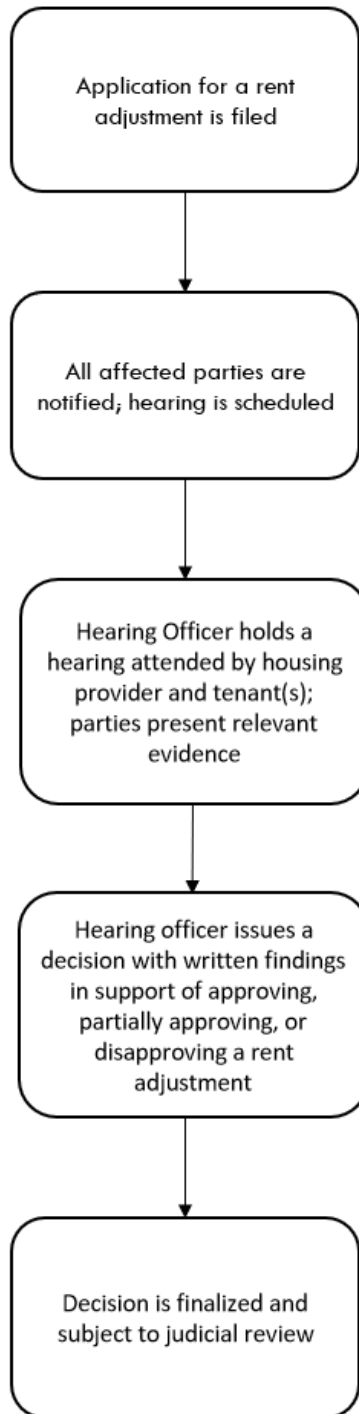 Application for a rent
adjustment is filed
All affected parties are
notified; hearing is scheduled
Hearing Officer holds a
hearing attended by housing
provider and tenant(s);
parties present relevant
evidence
Hearing officer issues a
decision with written findings
in support of approving,
partially approving, or
disapproving a rent
adjustment
Decision is finalized and
subject to judicial review